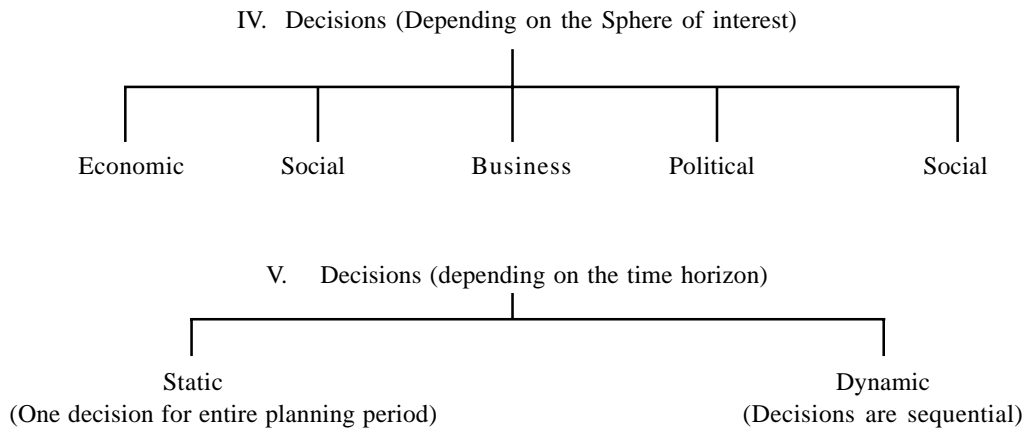 IV. Decisions (Depending on the Sphere of interest)
Economic Social Business Political Social
V. Decisions (depending on the time horizon)
Static Dynamic
(One decision for entire planning period) (Decisions are sequential)